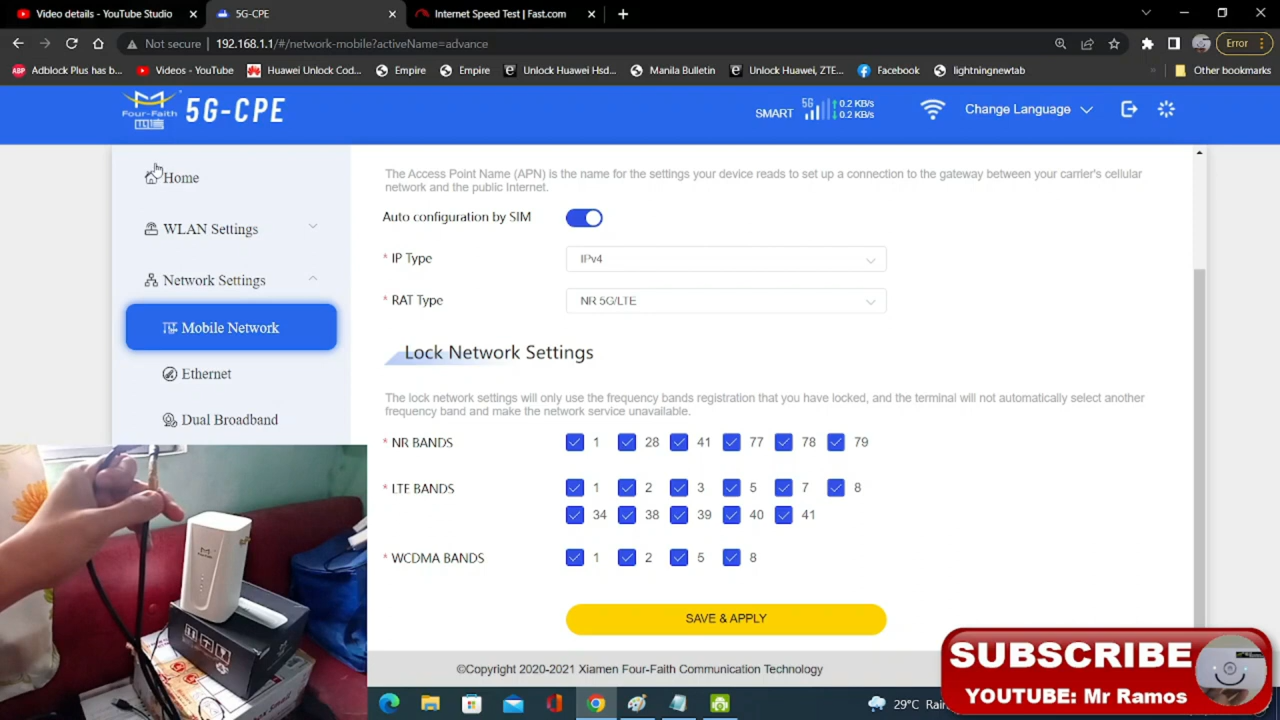 Video details - YouTube Studio
5G-CPE
Internet Speed Test | Fast.com
Not secure
192.168.1.1/#/network-mobile?activeName=advance
Error
ABP
Adblock Plus has b...
Videos - YouTube
Huawei Unlock Cod...
Empire
Empire
Unlock Huawei Hsd...
Manila Bulletin
Unlock Huawei, ZTE...
Facebook
lightningnewtab
Other bookmarks
Four-Faith
四信
5G-CPE
SMART
5G
0.2 KB/s
0.2 KB/s
Change Language
Home
WLAN Settings
Network Settings
Mobile Network
Ethernet
Dual Broadband
The Access Point Name (APN) is the name for the settings your device reads to set up a connection to the gateway between your carrier's cellular
network and the public Internet.
Auto configuration by SIM
* IP Type
IPv4
* RAT Type
NR 5G/LTE
Lock Network Settings
The lock network settings will only use the frequency bands registration that you have locked, and the terminal will not automatically select another
frequency band and make the network service unavailable.
* NR BANDS
1 28 41 77 78 79
* LTE BANDS
1 2 3 5 7 8
34 38 39 40 41
* WCDMA BANDS
1 2 5 8
SAVE & APPLY
©Copyright 2020-2021 Xiamen Four-Faith Communication Technology
29°C
SUBSCRIBE
YOUTUBE: Mr Ramos